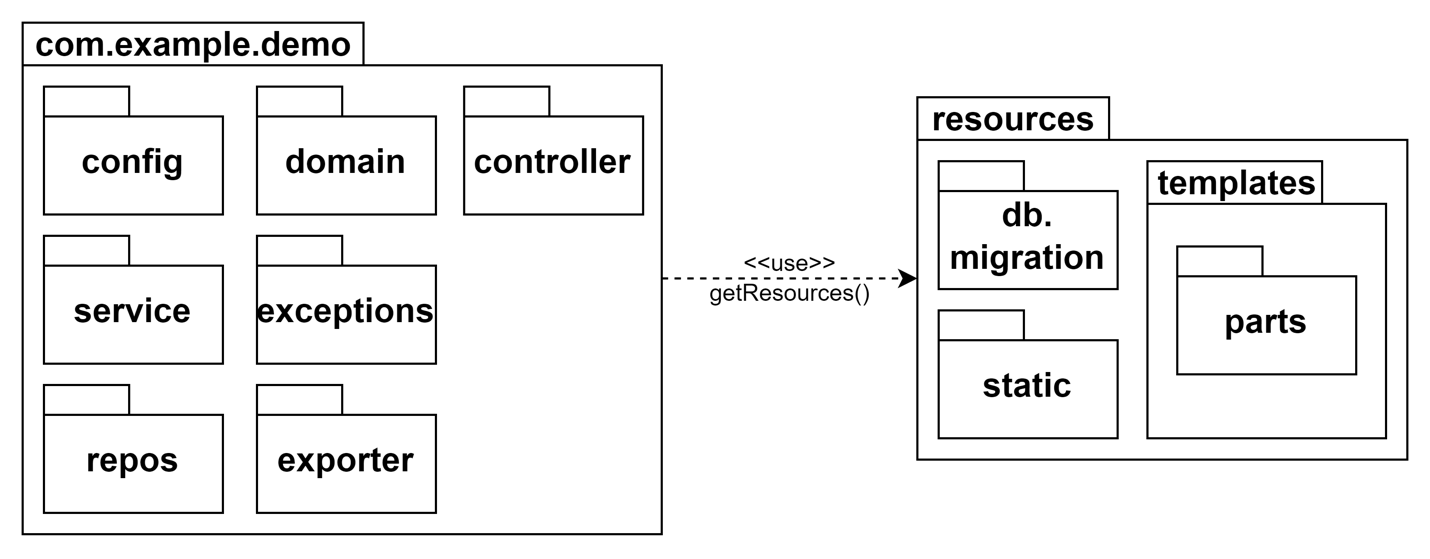 com.example.demo
config
domain
controller
service
exceptions
repos
exporter
<<use>>
getResources()
resources
db.
migration
static
templates
parts